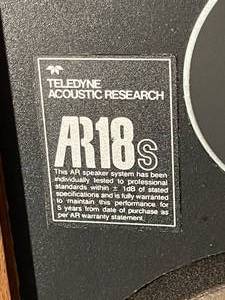 TELEDYNE
ACOUSTIC RESEARCH
AR18s
This AR speaker system has been
individually tested to professional
standards within ± 1dB of stated
specifications and is fully warranted
to maintain this performance for
5 years from date of purchase as
per AR warranty statement.